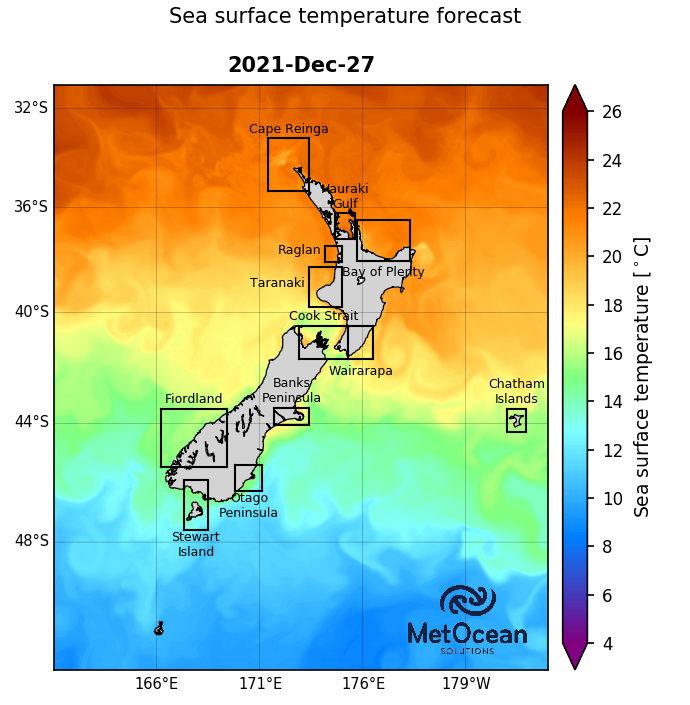 Sea surface temperature forecast
2021-Dec-27
32°S
36°S
40°S
44°S
48°S
Cape Reinga
Hauraki
Gulf
Raglan
Bay of Plenty
Taranaki
Cook Strait
Wairarapa
Banks
Peninsula
Fiordland
Chatham
Islands
Otago
Peninsula
Stewart
Island
MetOcean
SOLUTIONS
166°E
171°E
176°E
179°W
26
24
22
20
18
16
14
12
10
8
6
4
Sea surface temperature [°C]